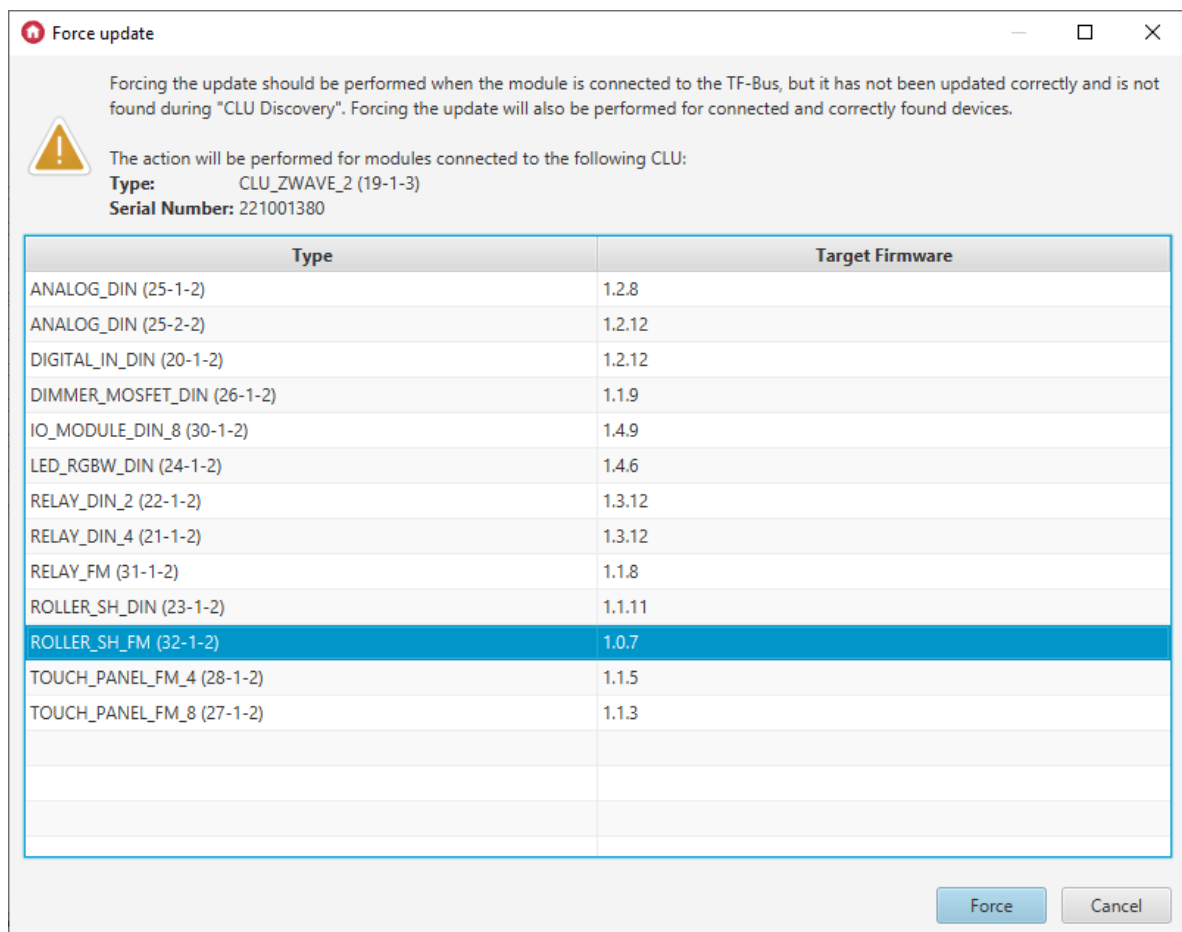 Force update
Forcing the update should be performed when the module is connected to the TF-Bus, but it has not been updated correctly and is not
found during "CLU Discovery". Forcing the update will also be performed for connected and correctly found devices.
The action will be performed for modules connected to the following CLU:
Type: CLU_ZWAVE_2 (19-1-3)
Serial Number: 221001380
Type Target Firmware
ANALOG_DIN (25-1-2) 1.2.8
ANALOG_DIN (25-2-2) 1.2.12
DIGITAL_IN_DIN (20-1-2) 1.2.12
DIMMER_MOSFET_DIN (26-1-2) 1.1.9
IO_MODULE_DIN_8 (30-1-2) 1.4.9
LED_RGBW_DIN (24-1-2) 1.4.6
RELAY_DIN_2 (22-1-2) 1.3.12
RELAY_DIN_4 (21-1-2) 1.3.12
RELAY_FM (31-1-2) 1.1.8
ROLLER_SH_DIN (23-1-2) 1.1.11
ROLLER_SH_FM (32-1-2) 1.0.7
TOUCH_PANEL_FM_4 (28-1-2) 1.1.5
TOUCH_PANEL_FM_8 (27-1-2) 1.1.3
Force Cancel